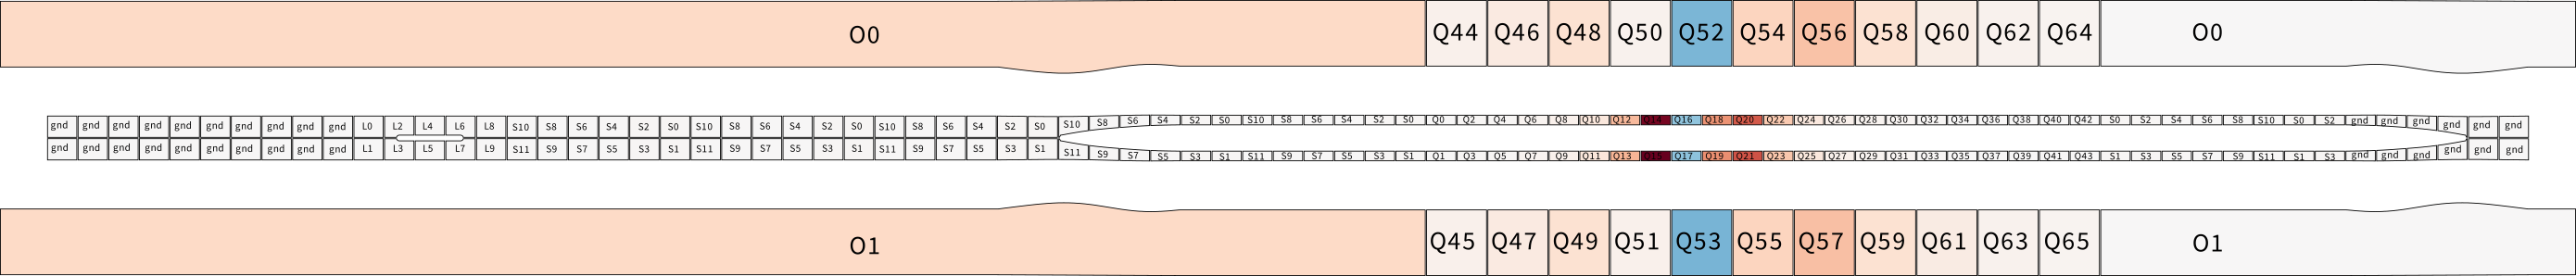 O0 Q44 Q46 Q48 Q50 Q52 Q54 Q56 Q58 Q60 Q62 Q64 O0
gnd gnd gnd gnd gnd gnd gnd gnd gnd gnd L0 L2 L4 L6 L8 S10 S8 S6 S4 S2 S0 S10 S8 S6 S4 S2 S0 S10 S8 S6 S4 S2 S0 S10 S8 S6 S4 S2 S0 S10 S8 S6 S4 S2 S0 Q0 Q2 Q4 Q6 Q8 Q10 Q12 Q14 Q16 Q18 Q20 Q22 Q24 Q26 Q28 Q30 Q32 Q34 Q36 Q38 Q40 Q42 S0 S2 S4 S6 S8 S10 S0 S2 gnd gnd gnd gnd gnd gnd
gnd gnd gnd gnd gnd gnd gnd gnd gnd gnd L1 L3 L5 L7 L9 S11 S9 S7 S5 S3 S1 S11 S9 S7 S5 S3 S1 S11 S9 S7 S5 S3 S1 S11 S9 S7 S5 S3 S1 S11 S9 S7 S5 S3 S1 Q1 Q3 Q5 Q7 Q9 Q11 Q13 Q15 Q17 Q19 Q21 Q23 Q25 Q27 Q29 Q31 Q33 Q35 Q37 Q39 Q41 Q43 S1 S3 S5 S7 S9 S11 S1 S3 gnd gnd gnd gnd gnd gnd
O1 Q45 Q47 Q49 Q51 Q53 Q55 Q57 Q59 Q61 Q63 Q65 O1